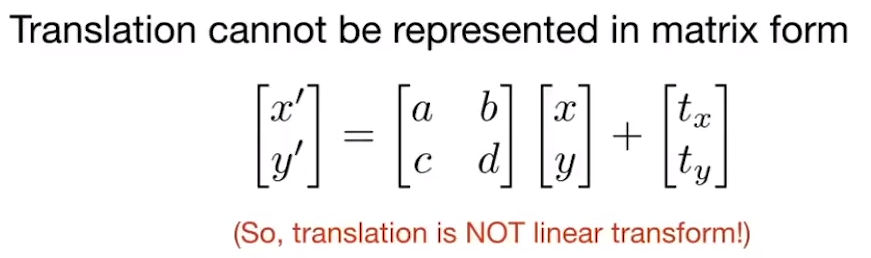 Translation cannot be represented in matrix form
$$\begin{bmatrix} x' \\ y' \end{bmatrix} = \begin{bmatrix} a & b \\ c & d \end{bmatrix} \begin{bmatrix} x \\ y \end{bmatrix} + \begin{bmatrix} t_x \\ t_y \end{bmatrix}$$
(So, translation is NOT linear transform!)